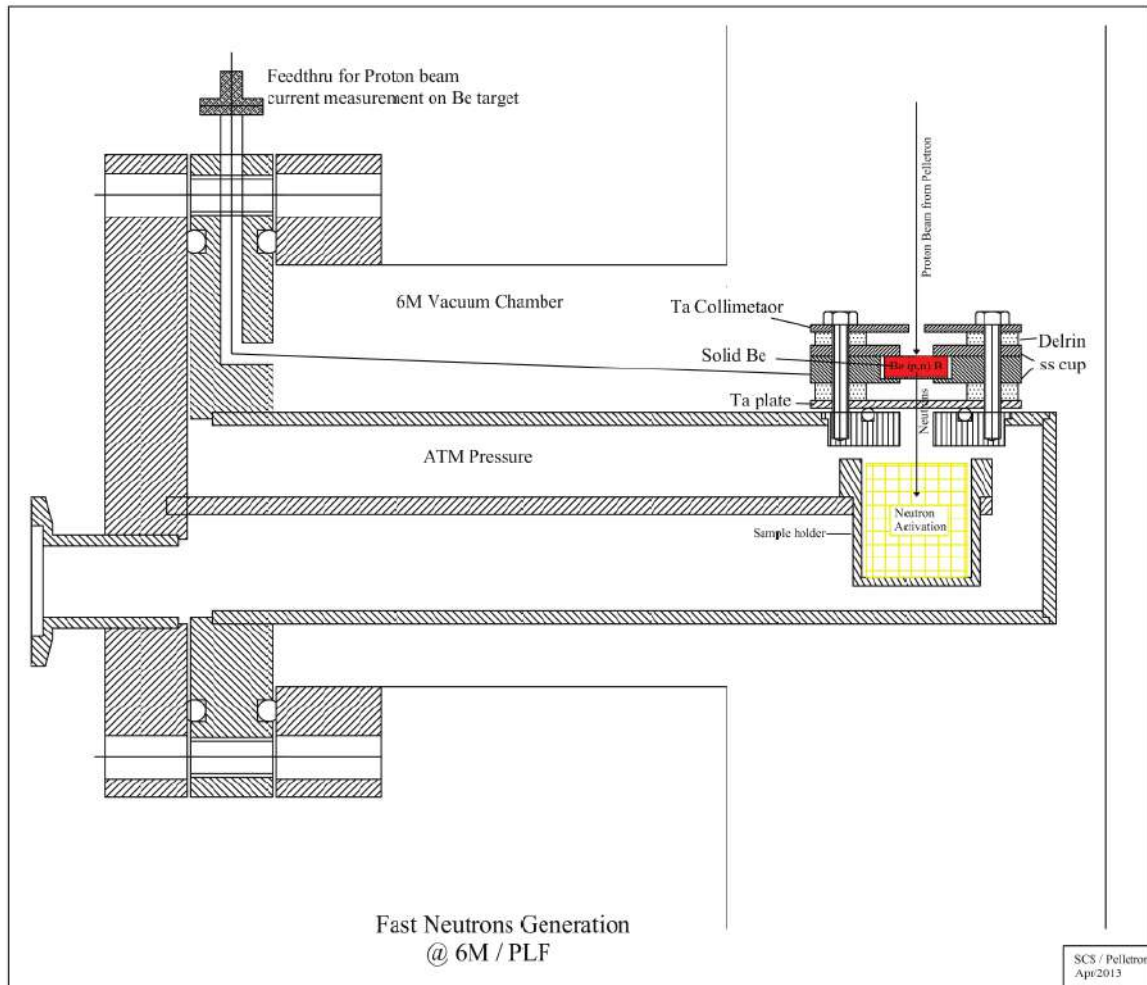 Feedthru for Proton beam
current measurement on Be target
Proton Beam from Pelletron
6M Vacuum Chamber
Ta Collimetaor
Delrin
Solid Be
Be (p,n) B
ss cup
Ta plate
Neutrons
ATM Pressure
Neutron
Activation
Sample holder
Fast Neutrons Generation
@ 6M / PLF
SCS / Pelletron
Apr/2013